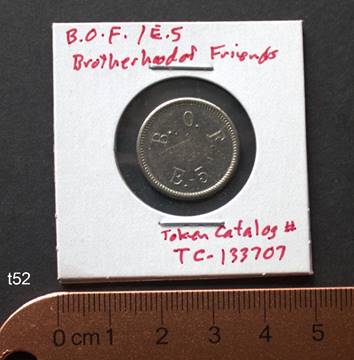 B.O.F. / E.5
Brotherhood of Friends
B. O. F.
E.-5
Token Catalog #
TC-133707
t52
0 cm 1 2 3 4 5